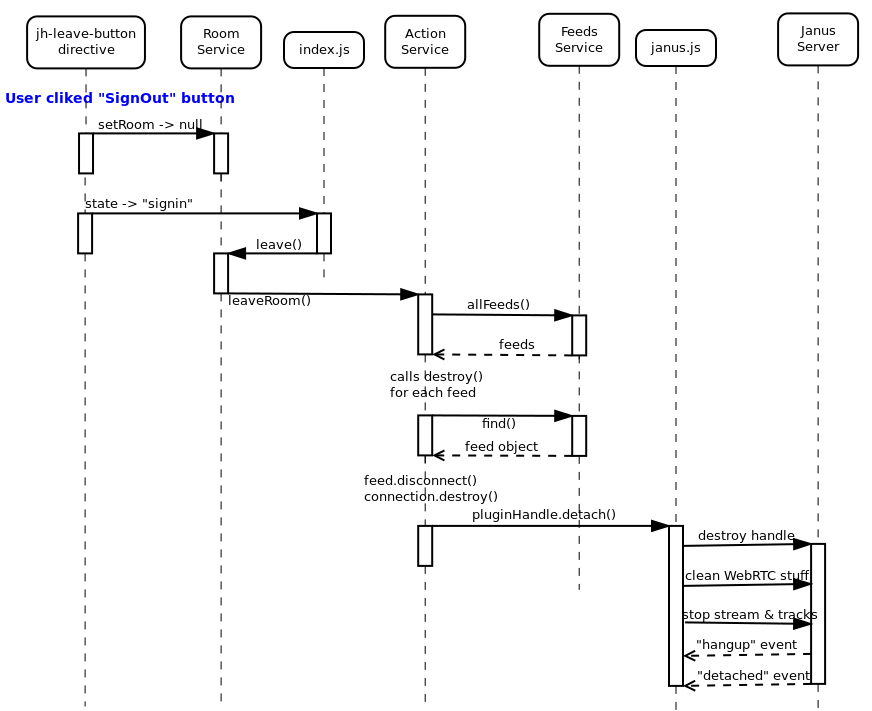 jh-leave-button
directive
Room
Service
index.js
Action
Service
Feeds
Service
janus.js
Janus
Server
User cliked "SignOut" button
setRoom -> null
state -> "signin"
leave()
leaveRoom()
allFeeds()
feeds
calls destroy()
for each feed
find()
feed object
feed.disconnect()
connection.destroy()
pluginHandle.detach()
destroy handle
clean WebRTC stuff
stop stream & tracks
"hangup" event
"detached" event